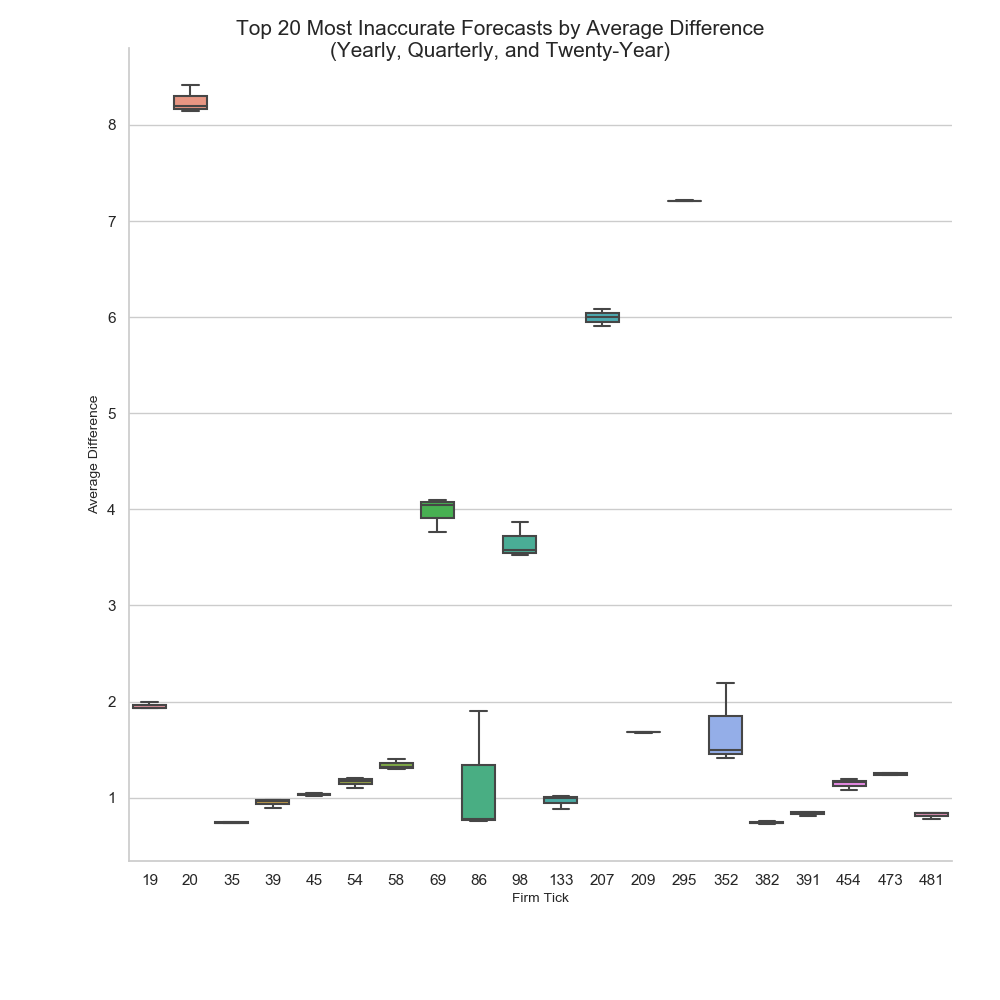 Top 20 Most Inaccurate Forecasts by Average Difference
(Yearly, Quarterly, and Twenty-Year)
8
7
6
5
4
3
2
1
Average Difference
19 20 35 39 45 54 58 69 86 98 133 207 209 295 352 382 391 454 473 481
Firm Tick